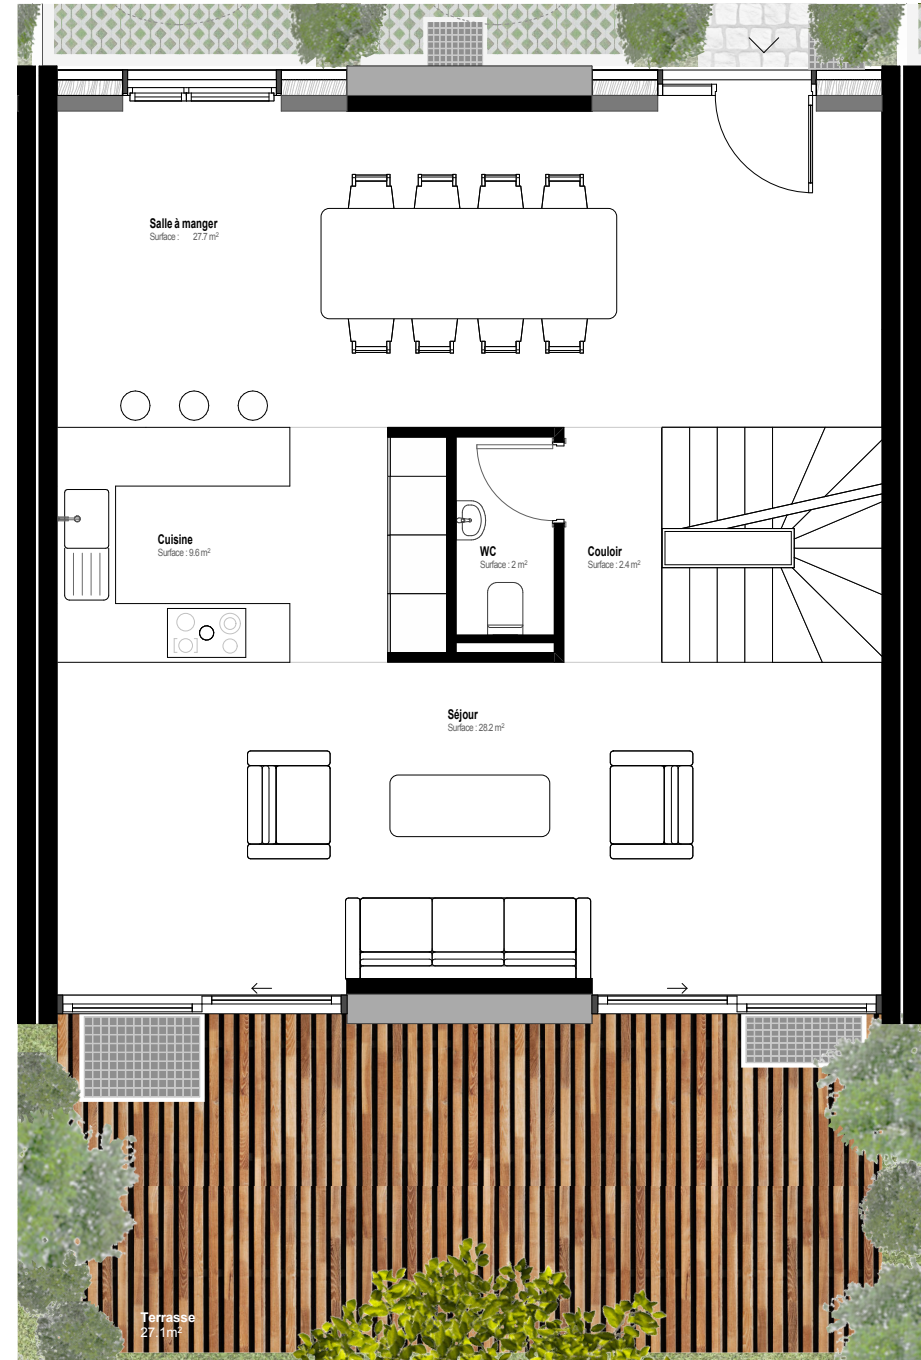 Salle à manger
Surface : 27.7 m²
Cuisine
Surface : 9.6 m²
WC
Surface : 2 m²
Couloir
Surface : 2.4 m²
Séjour
Surface : 28.2 m²
Terrasse
27.1m²